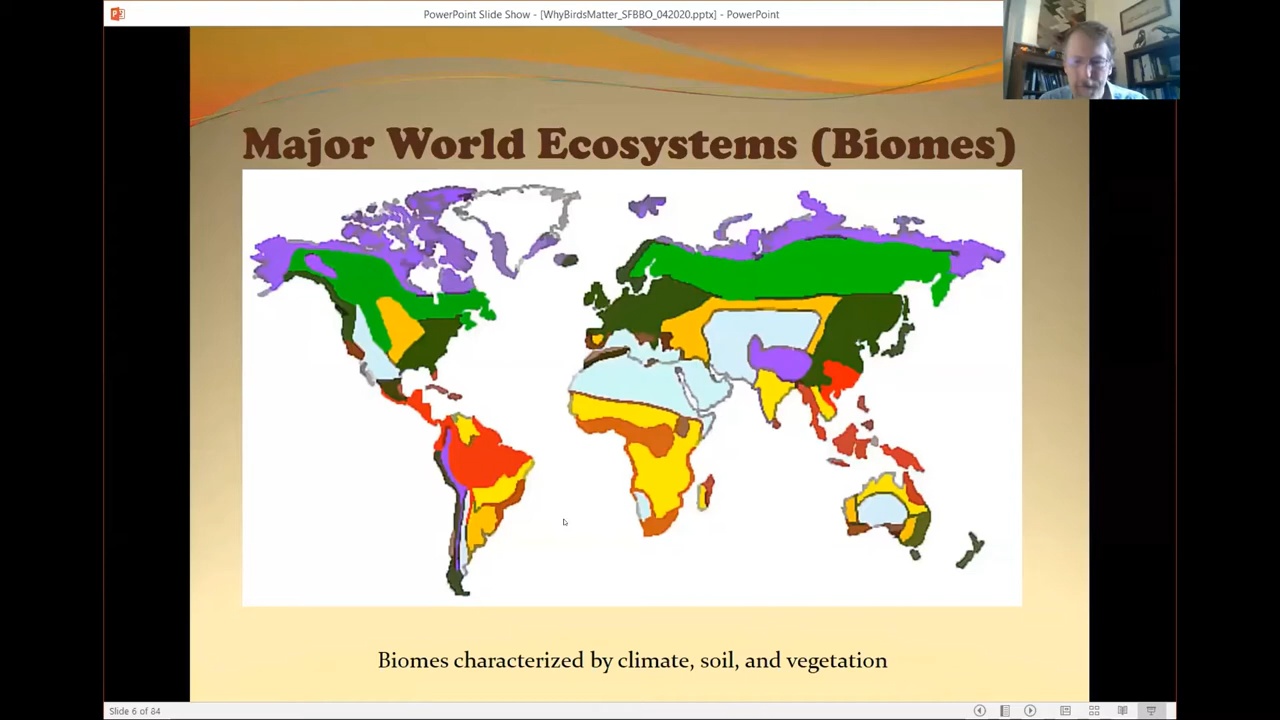 PowerPoint Slide Show - [WhyBirdsMatter_SFBBO_042020.pptx] - PowerPoint
Major World Ecosystems (Biomes)
Biomes characterized by climate, soil, and vegetation
Slide 6 of 84